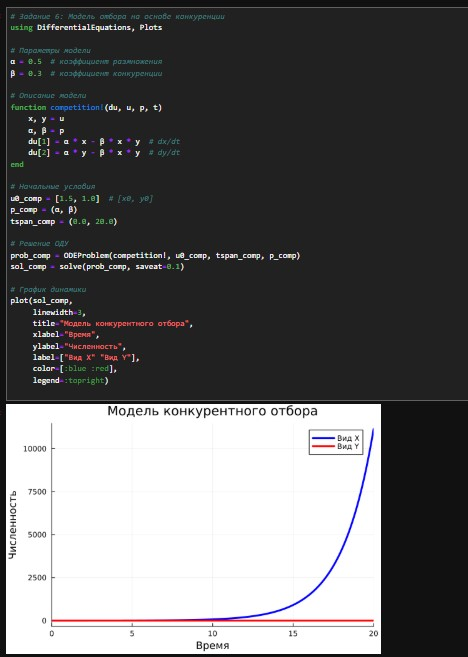 # Задание 6: Модель отбора на основе конкуренции
using DifferentialEquations, Plots
# Параметры модели
α = 0.5  # коэффициент размножения
β = 0.3  # коэффициент конкуренции
# Описание модели
function competition!(du, u, p, t)
    x, y = u
    α, β = p
    du[1] = α * x - β * x * y  # dx/dt
    du[2] = α * y - β * x * y  # dy/dt
end
# Начальные условия
u0_comp = [1.5, 1.0]  # [x0, y0]
p_comp = (α, β)
tspan_comp = (0.0, 20.0)
# Решение ОДУ
prob_comp = ODEProblem(competition!, u0_comp, tspan_comp, p_comp)
sol_comp = solve(prob_comp, saveat=0.1)
# График динамики
plot(sol_comp,
     linewidth=3,
     title="Модель конкурентного отбора",
     xlabel="Время",
     ylabel="Численность",
     label=["Вид X" "Вид Y"],
     color=[:blue :red],
     legend=:topright)
Модель конкурентного отбора
Вид X
Вид Y
10000
7500
5000
2500
0
Численность
0 5 10 15 20
Время